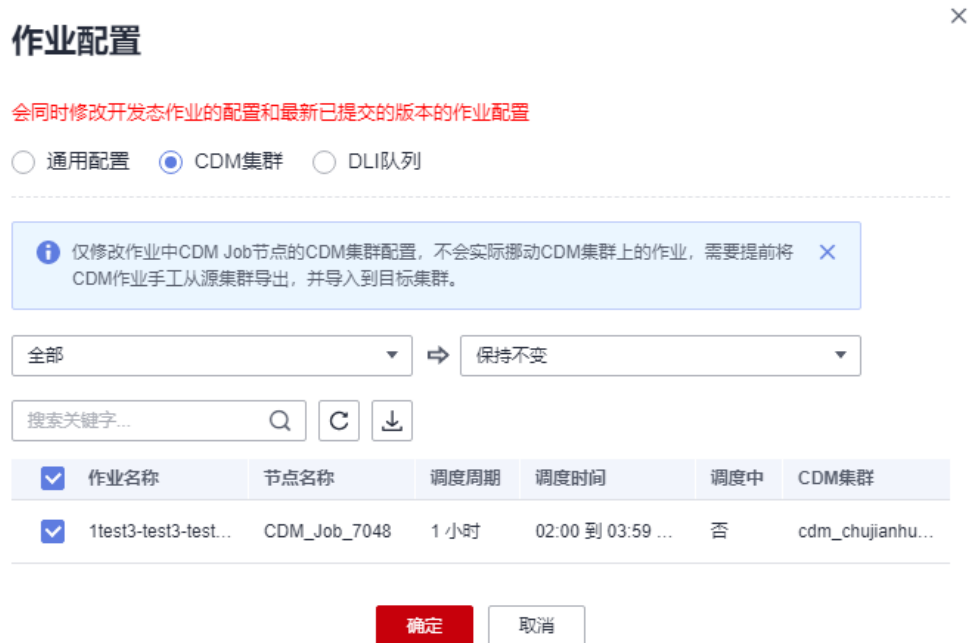 作业配置
会同时修改开发态作业的配置和最新已提交的版本的作业配置
通用配置 CDM集群 DLI队列
仅修改作业中CDM Job节点的CDM集群配置，不会实际挪动CDM集群上的作业，需要提前将
CDM作业手工从源集群导出，并导入到目标集群。
全部 保持不变
搜索关键字...
作业名称 节点名称 调度周期 调度时间 调度中 CDM集群
1test3-test3-test... CDM_Job_7048 1 小时 02:00 到 03:59 ... 否 cdm_chujianhu...
确定 取消